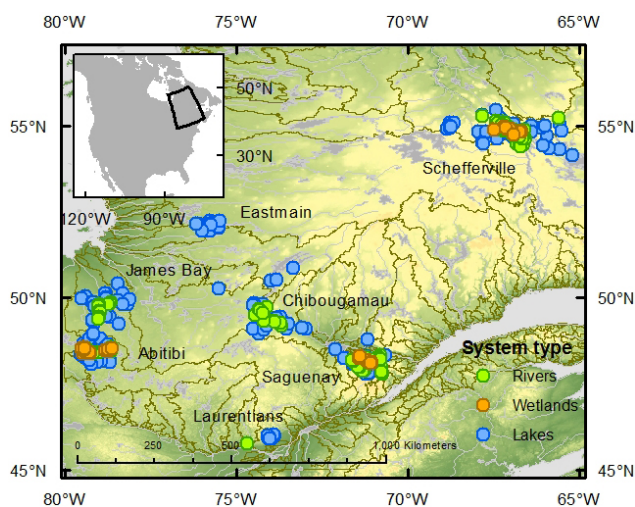 80°W 75°W 70°W 65°W
50°N
55°N 55°N
30°N
Schefferville
120°W 90°W
Eastmain
James Bay
50°N 50°N
Chibougamau
System type
Abitibi
Saguenay
Rivers
Wetlands
Laurentians
Lakes
0 250 500 1,000 Kilometers
45°N 45°N
80°W 75°W 70°W 65°W